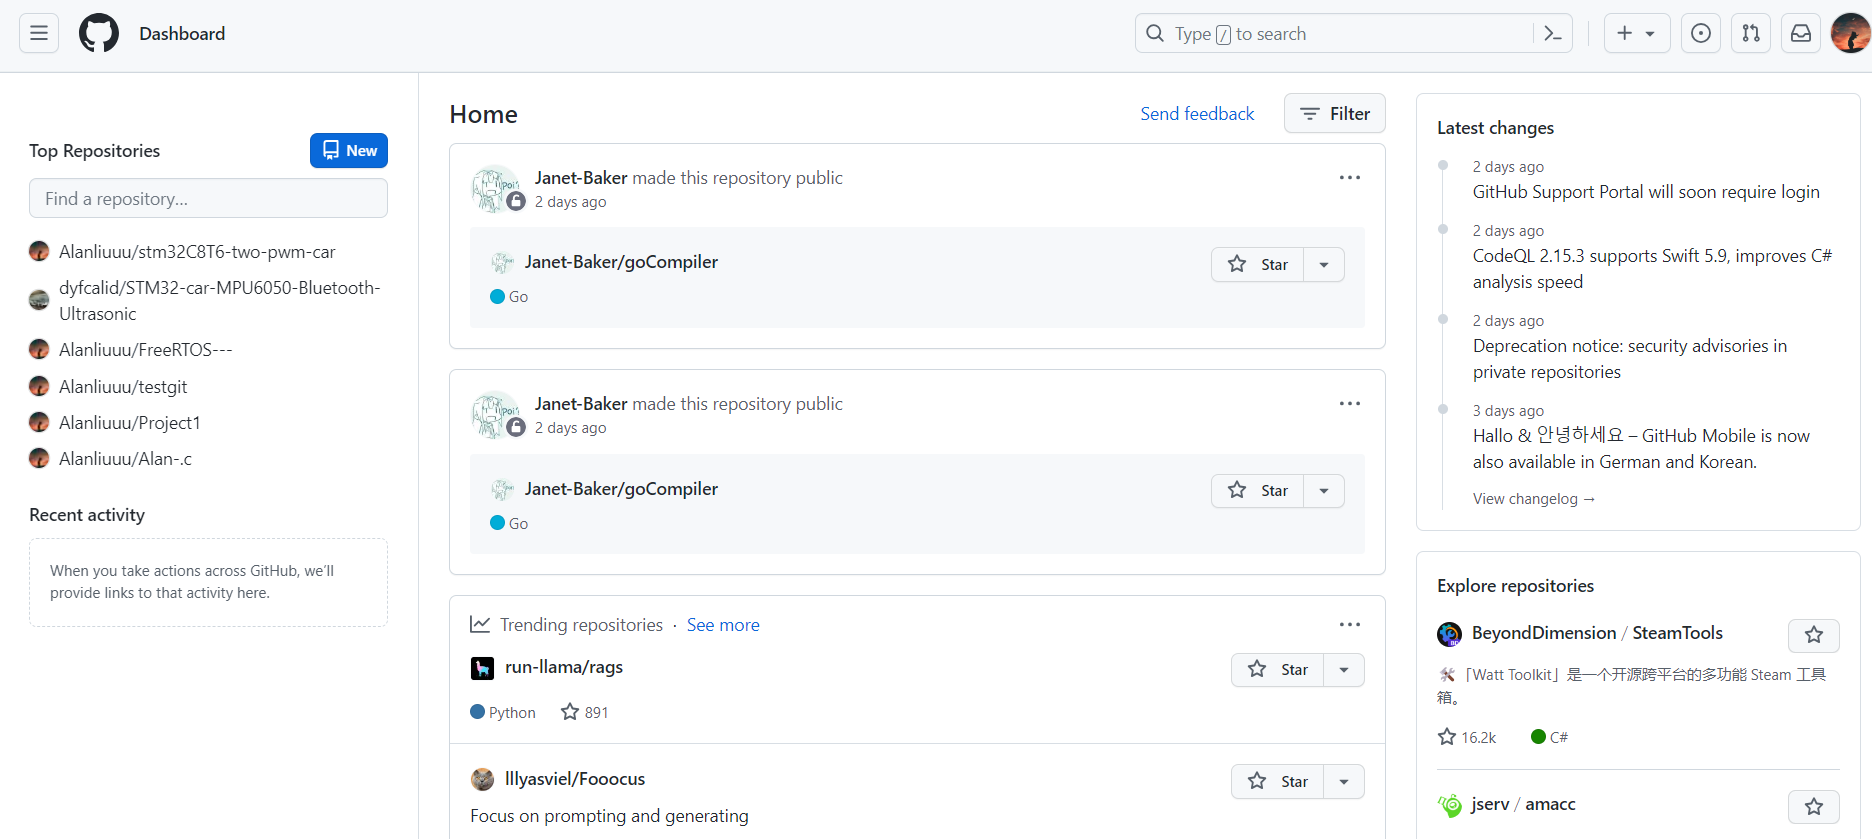 Dashboard
Type / to search
Top Repositories
New
Find a repository...
Alanliuuu/stm32C8T6-two-pwm-car
dyfcalid/STM32-car-MPU6050-Bluetooth-
Ultrasonic
Alanliuuu/FreeRTOS---
Alanliuuu/testgit
Alanliuuu/Project1
Alanliuuu/Alan-.c
Recent activity
When you take actions across GitHub, we'll
provide links to that activity here.
Home
Send feedback
Filter
Janet-Baker made this repository public
2 days ago
Janet-Baker/goCompiler
Star
Go
Janet-Baker made this repository public
2 days ago
Janet-Baker/goCompiler
Star
Go
Trending repositories · See more
run-llama/rags
Star
Python 891
lllyasviel/Fooocus
Star
Focus on prompting and generating
Latest changes
2 days ago
GitHub Support Portal will soon require login
2 days ago
CodeQL 2.15.3 supports Swift 5.9, improves C#
analysis speed
2 days ago
Deprecation notice: security advisories in
private repositories
3 days ago
Hallo & 안녕하세요 – GitHub Mobile is now
also available in German and Korean.
View changelog →
Explore repositories
BeyondDimension / SteamTools
🛠「Watt Toolkit」是一个开源跨平台的多功能 Steam 工具
箱。
16.2k C#
jserv / amacc